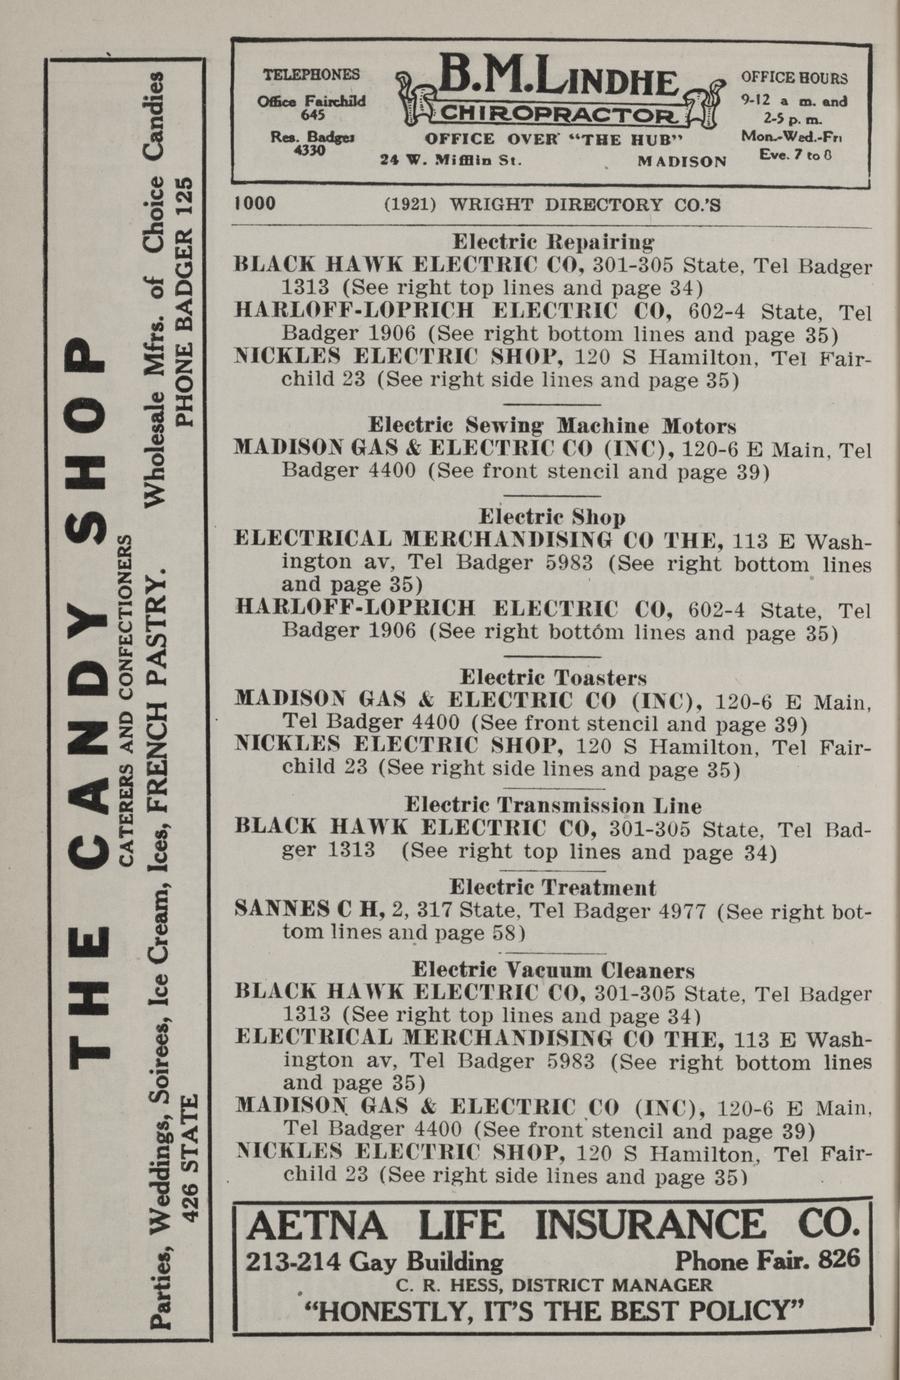 THE CANDY SHOP
CATERERS AND CONFECTIONERS
Parties, Weddings, Soirees, Ice Cream, Ices, FRENCH PASTRY. Wholesale Mfrs. of Choice Candies
426 STATE PHONE BADGER 125
TELEPHONES
Office Fairchild
645
Res. Badger
4330
B.M.LINDHE
CHIROPRACTOR
OFFICE OVER "THE HUB"
24 W. Mifflin St. MADISON
OFFICE HOURS
9-12 a m. and
2-5 p. m.
Mon.-Wed.-Fri
Eve. 7 to 8
1000 (1921) WRIGHT DIRECTORY CO.'S
Electric Repairing
BLACK HAWK ELECTRIC CO, 301-305 State, Tel Badger
1313 (See right top lines and page 34)
HARLOFF-LOPRICH ELECTRIC CO, 602-4 State, Tel
Badger 1906 (See right bottom lines and page 35)
NICKLES ELECTRIC SHOP, 120 S Hamilton, Tel Fair-
child 23 (See right side lines and page 35)
Electric Sewing Machine Motors
MADISON GAS & ELECTRIC CO (INC), 120-6 E Main, Tel
Badger 4400 (See front stencil and page 39)
Electric Shop
ELECTRICAL MERCHANDISING CO THE, 113 E Wash-
ington av, Tel Badger 5983 (See right bottom lines
and page 35)
HARLOFF-LOPRICH ELECTRIC CO, 602-4 State, Tel
Badger 1906 (See right bottom lines and page 35)
Electric Toasters
MADISON GAS & ELECTRIC CO (INC), 120-6 E Main,
Tel Badger 4400 (See front stencil and page 39)
NICKLES ELECTRIC SHOP, 120 S Hamilton, Tel Fair-
child 23 (See right side lines and page 35)
Electric Transmission Line
BLACK HAWK ELECTRIC CO, 301-305 State, Tel Bad-
ger 1313 (See right top lines and page 34)
Electric Treatment
SANNES C H, 2, 317 State, Tel Badger 4977 (See right bot-
tom lines and page 58)
Electric Vacuum Cleaners
BLACK HAWK ELECTRIC CO, 301-305 State, Tel Badger
1313 (See right top lines and page 34)
ELECTRICAL MERCHANDISING CO THE, 113 E Wash-
ington av, Tel Badger 5983 (See right bottom lines
and page 35)
MADISON GAS & ELECTRIC CO (INC), 120-6 E Main,
Tel Badger 4400 (See front stencil and page 39)
NICKLES ELECTRIC SHOP, 120 S Hamilton, Tel Fair-
child 23 (See right side lines and page 35)
AETNA LIFE INSURANCE CO.
213-214 Gay Building Phone Fair. 826
C. R. HESS, DISTRICT MANAGER
"HONESTLY, IT'S THE BEST POLICY"